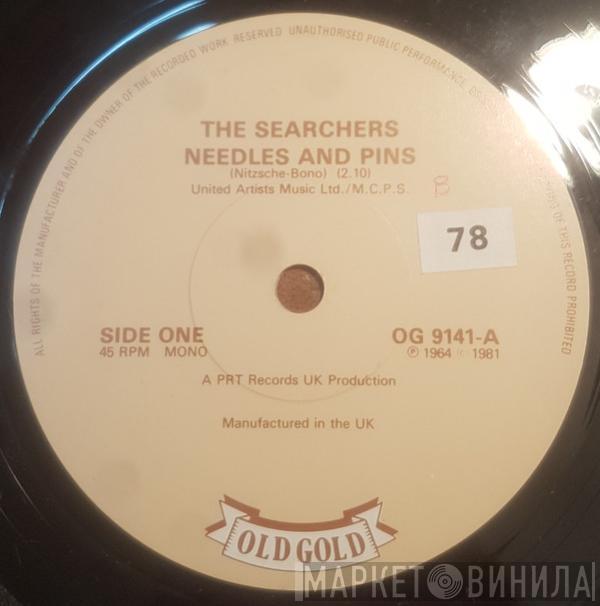 ALL RIGHTS OF THE MANUFACTURER AND OF THE OWNER OF THE RECORDED WORK RESERVED UNAUTHORISED PUBLIC PERFORMANCE
OF THIS RECORD PROHIBITED
THE SEARCHERS
NEEDLES AND PINS
(Nitzsche-Bono) (2.10)
United Artists Music Ltd./M.C.P.S.
B
78
SIDE ONE
45 RPM MONO
OG 9141-A
℗ 1964 © 1981
A PRT Records UK Production
Manufactured in the UK
OLD GOLD
МАРКЕТ ВИНИЛА